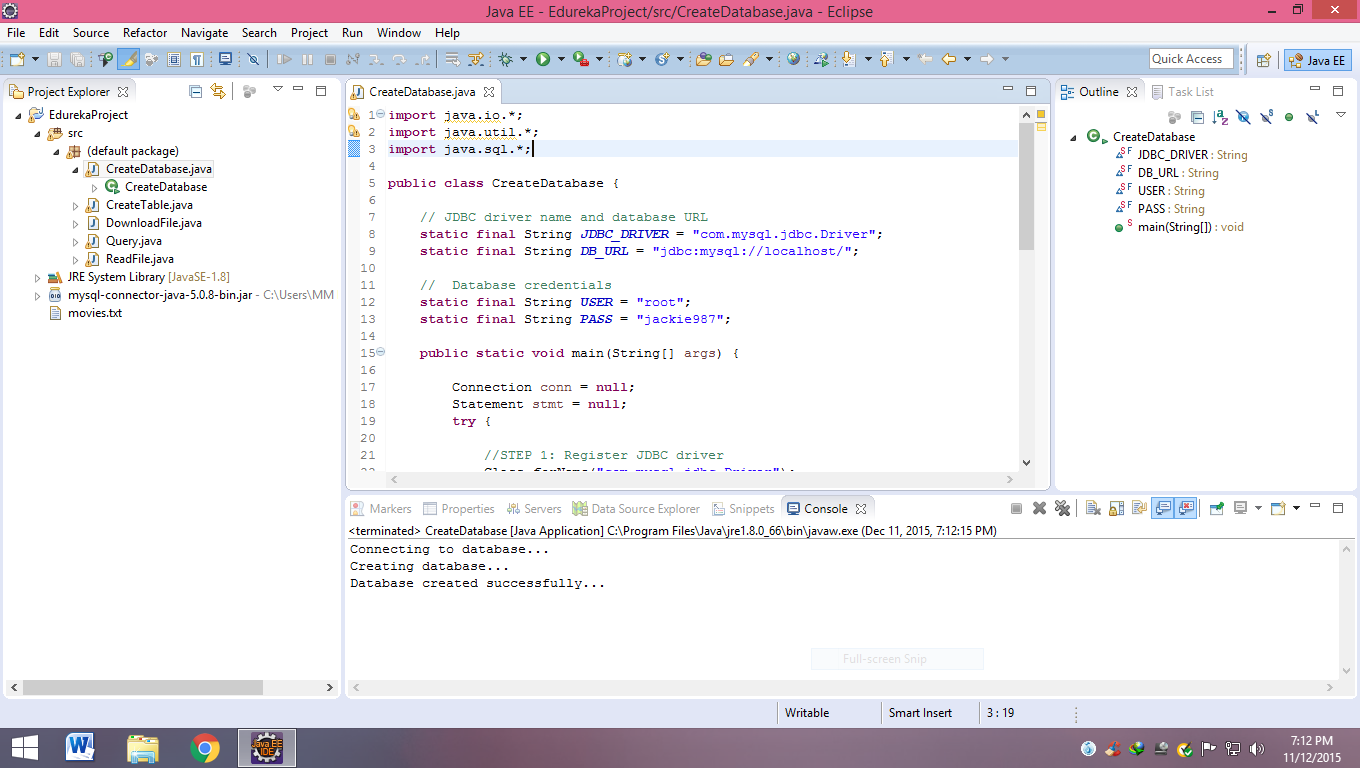 Java EE - EdurekaProject/src/CreateDatabase.java - Eclipse
File Edit Source Refactor Navigate Search Project Run Window Help
Quick Access
Java EE
Project Explorer
EdurekaProject
src
(default package)
CreateDatabase.java
CreateDatabase
CreateTable.java
DownloadFile.java
Query.java
ReadFile.java
JRE System Library [JavaSE-1.8]
mysql-connector-java-5.0.8-bin.jar - C:\Users\MM
movies.txt
CreateDatabase.java
1 import java.io.*;
2 import java.util.*;
3 import java.sql.*;
4
5 public class CreateDatabase {
6
7 // JDBC driver name and database URL
8 static final String JDBC_DRIVER = "com.mysql.jdbc.Driver";
9 static final String DB_URL = "jdbc:mysql://localhost/";
10
11 //  Database credentials
12 static final String USER = "root";
13 static final String PASS = "jackie987";
14
15 public static void main(String[] args) {
16
17 Connection conn = null;
18 Statement stmt = null;
19 try {
20
21 //STEP 1: Register JDBC driver
22 Class.forName("com.mysql.jdbc.Driver");
Outline Task List
CreateDatabase
JDBC_DRIVER : String
DB_URL : String
USER : String
PASS : String
main(String[]) : void
Markers Properties Servers Data Source Explorer Snippets Console
<terminated> CreateDatabase [Java Application] C:\Program Files\Java\jre1.8.0_66\bin\javaw.exe (Dec 11, 2015, 7:12:15 PM)
Connecting to database...
Creating database...
Database created successfully...
Full-screen Snip
Writable Smart Insert 3 : 19
Java EE
IDE
7:12 PM
11/12/2015